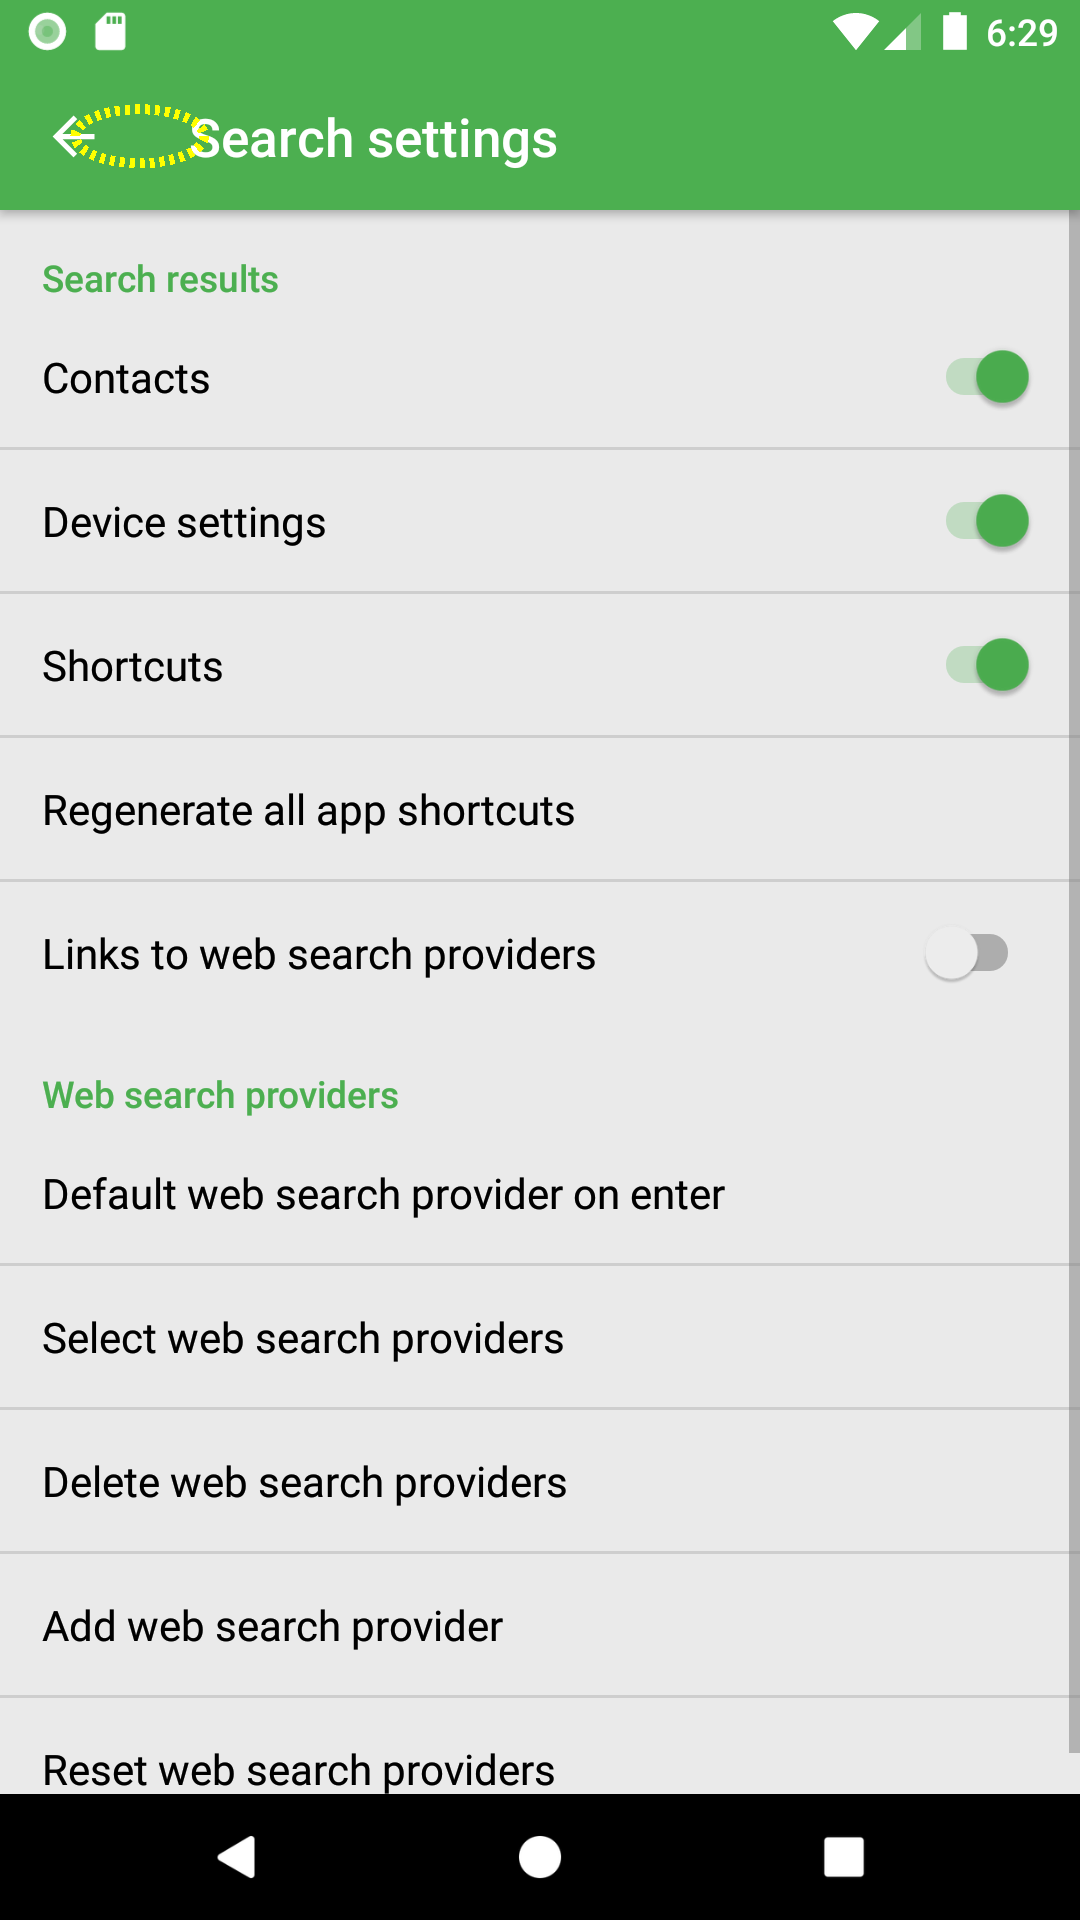 6:29
Search settings
Search results
Contacts
Device settings
Shortcuts
Regenerate all app shortcuts
Links to web search providers
Web search providers
Default web search provider on enter
Select web search providers
Delete web search providers
Add web search provider
Reset web search providers